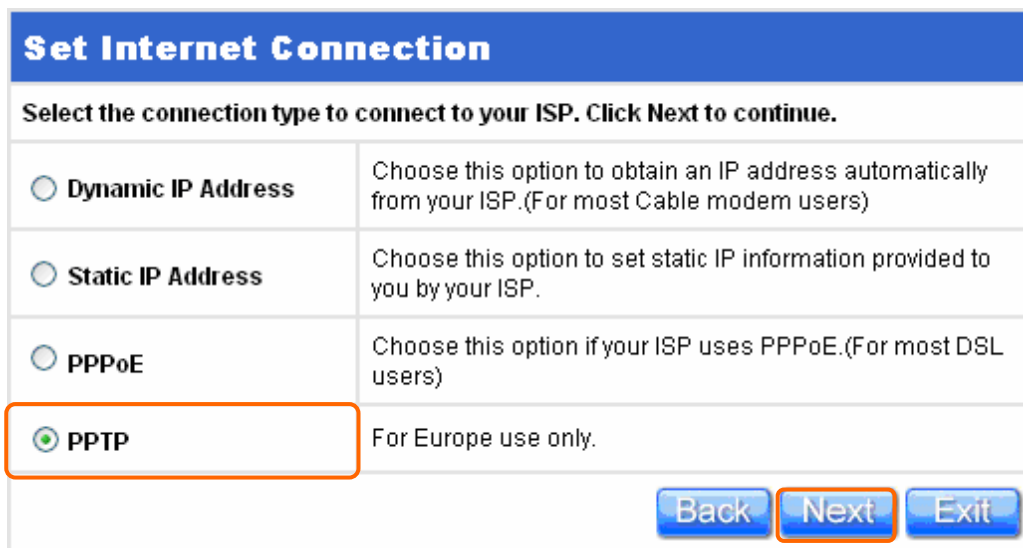 Set Internet Connection
Select the connection type to connect to your ISP. Click Next to continue.
Dynamic IP Address
Choose this option to obtain an IP address automatically
from your ISP.(For most Cable modem users)
Static IP Address
Choose this option to set static IP information provided to
you by your ISP.
PPPoE
Choose this option if your ISP uses PPPoE.(For most DSL
users)
PPTP
For Europe use only.
Back Next Exit